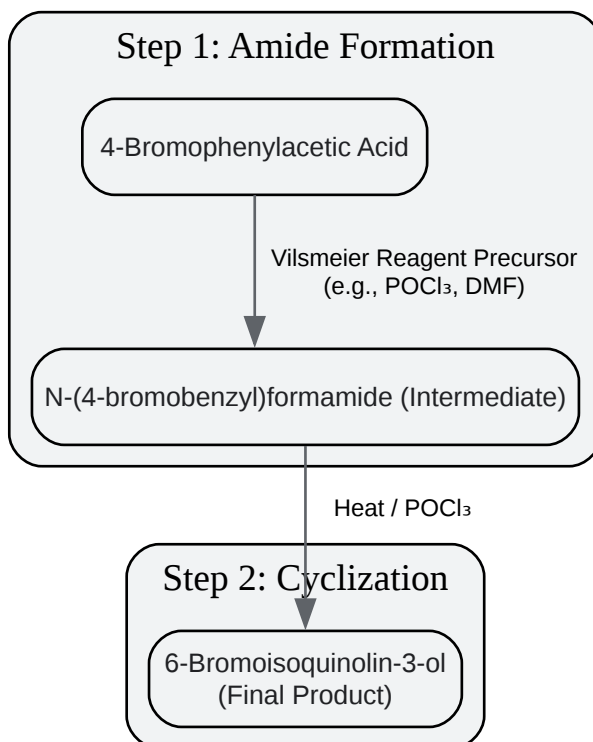 Step 1: Amide Formation
4-Bromophenylacetic Acid
Vilsmeier Reagent Precursor
(e.g., POCl₃, DMF)
N-(4-bromobenzyl)formamide (Intermediate)
Heat / POCl₃
Step 2: Cyclization
6-Bromoisoquinolin-3-ol
(Final Product)